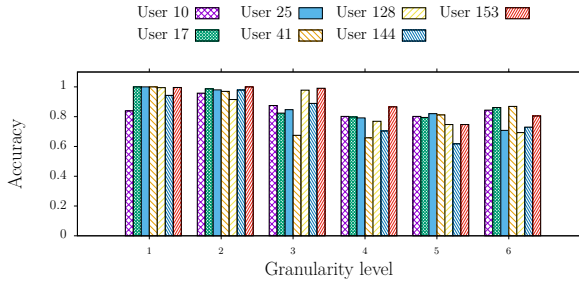 User 10 User 25 User 128 User 153
User 17 User 41 User 144
1
0.8
0.6
0.4
0.2
0
Accuracy
1 2 3 4 5 6
Granularity level